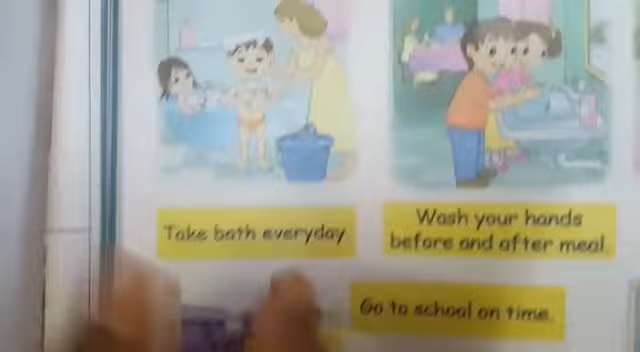 Take bath everyday
Wash your hands
before and after meal.
Go to school on time.